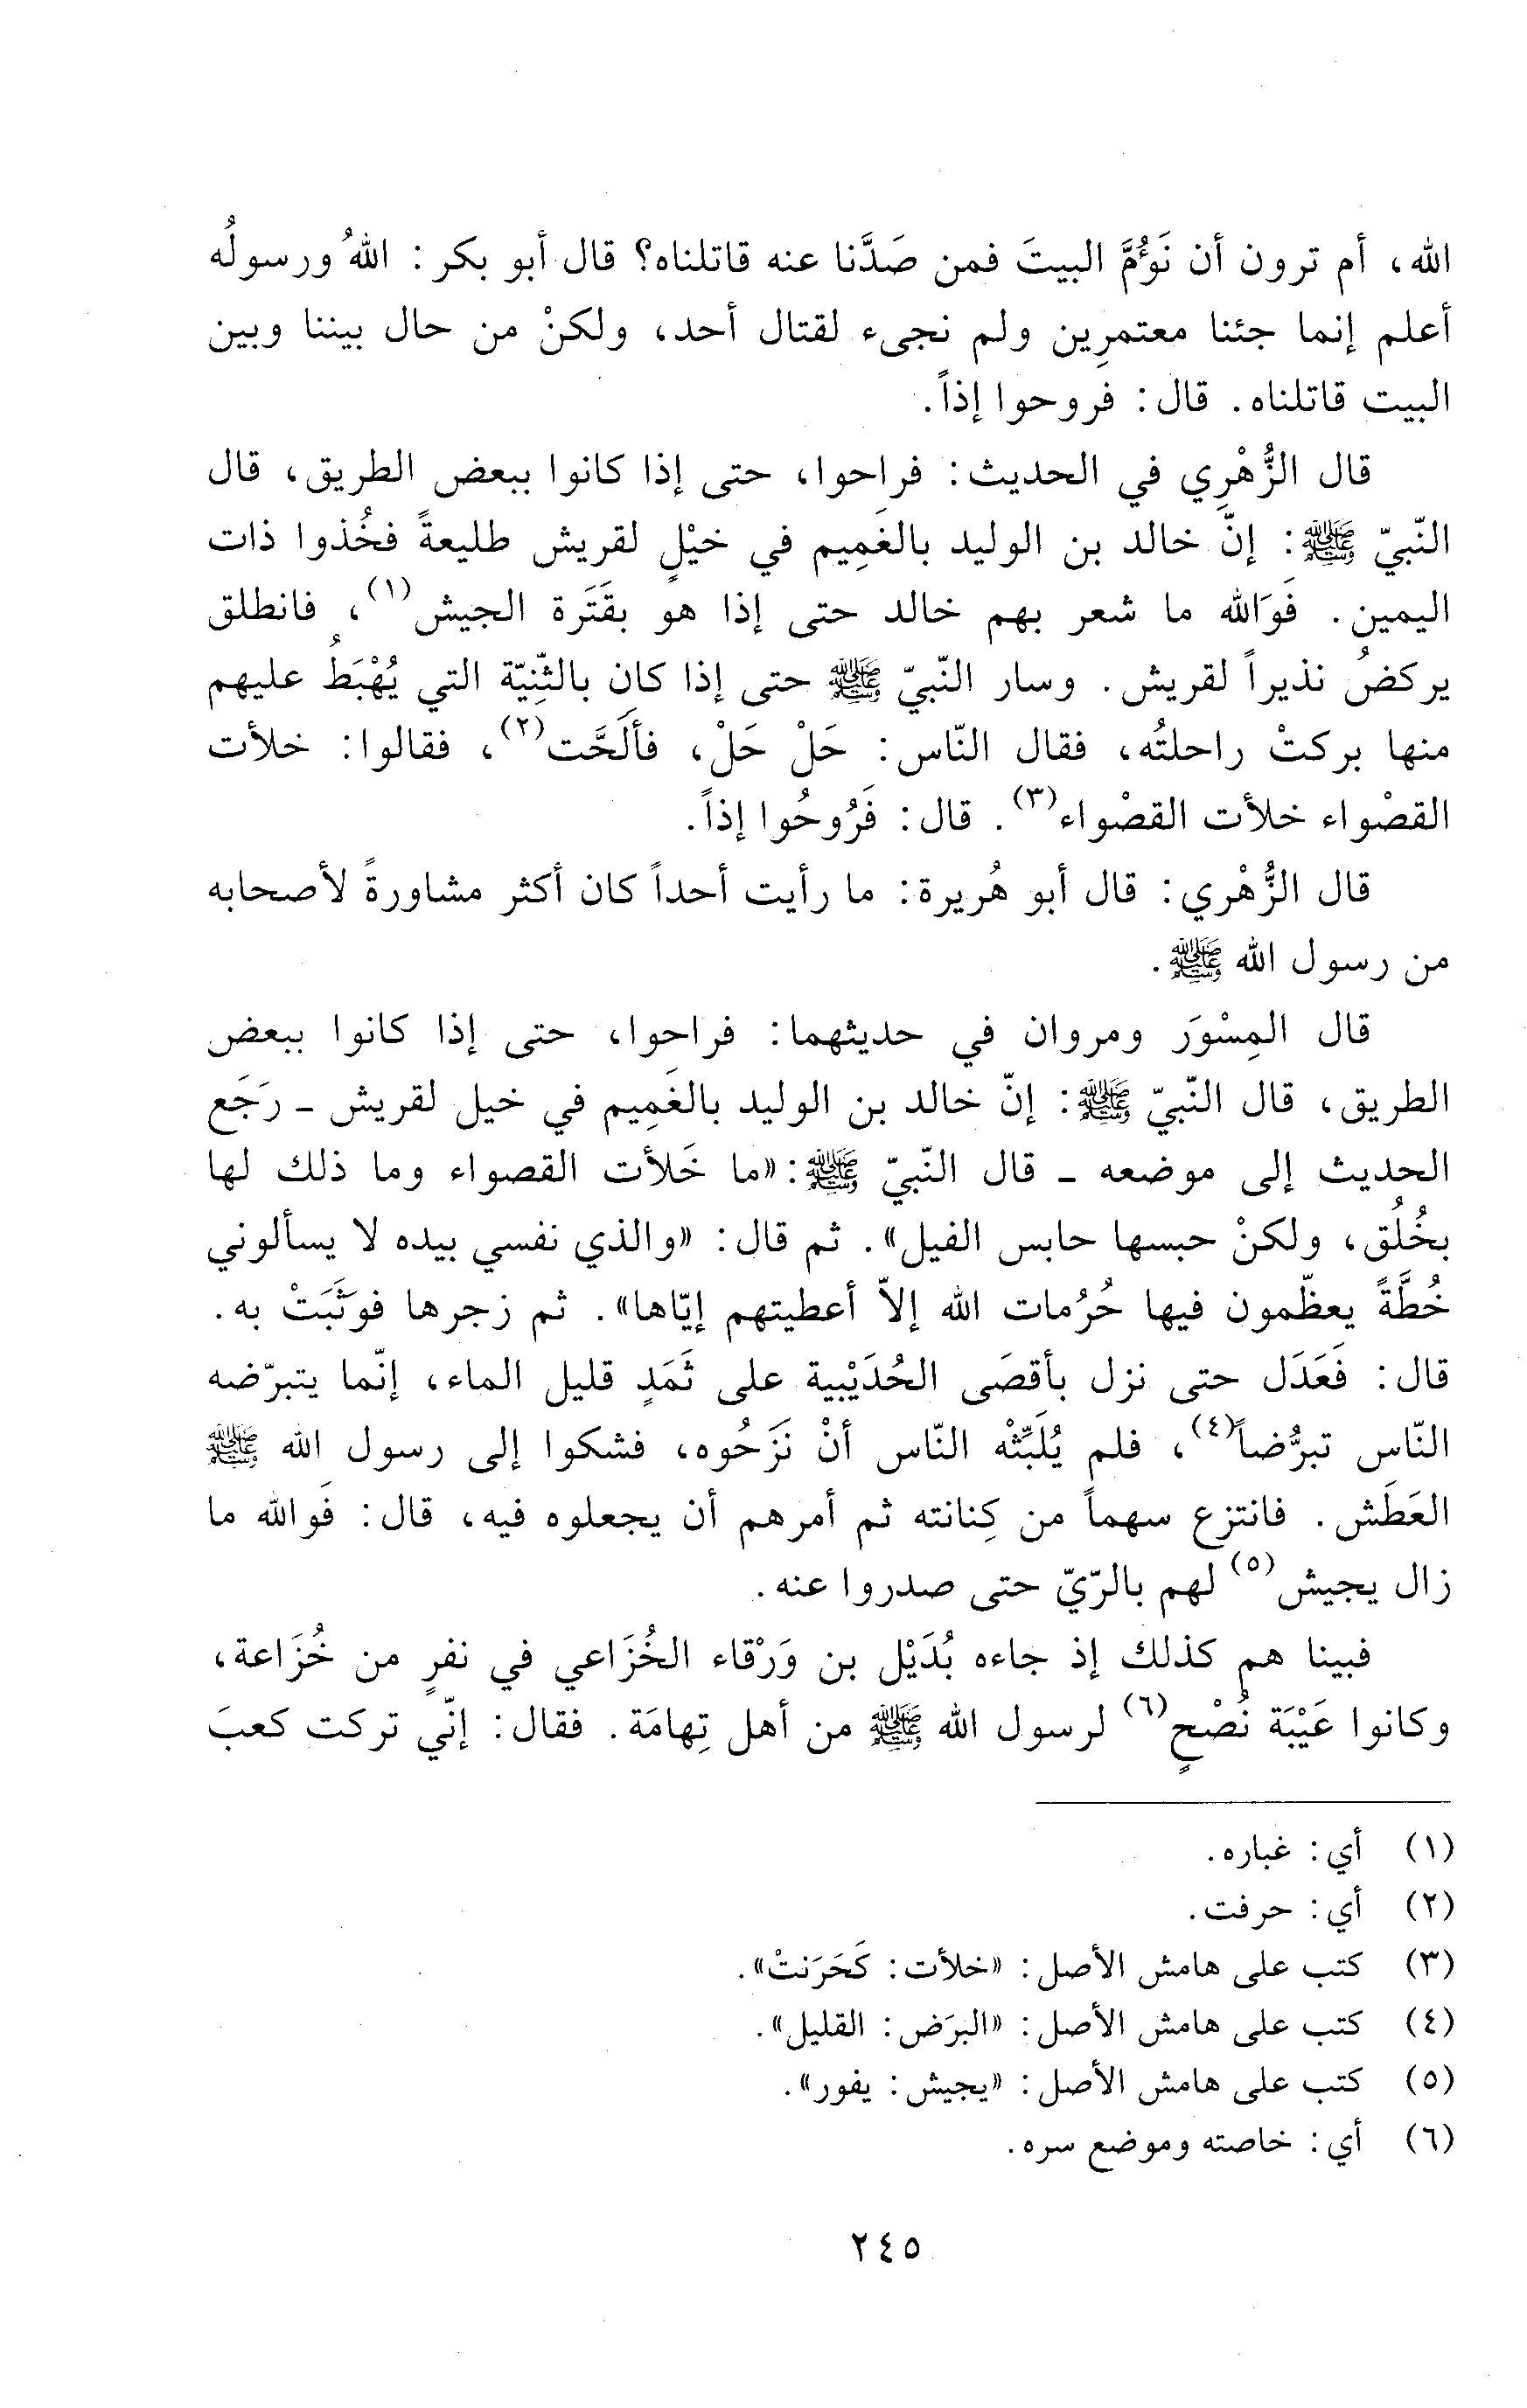 الله، أم ترون أن نَوُمَّ البيتَ فمن صَدَّنا عنه قاتلناه؟ قال أبو بكر: اللهُ ورسولُه
أعلم إنما جئنا معتمرِين ولم نجىء لقتال أحد، ولكنْ من حال بيننا وبين
البيت قاتلناه. قال: فروحوا إذاً.
قال الزُّهْرِي في الحديث: فراحوا، حتى إذا كانوا ببعض الطريق، قال
النّبيّ ﷺ: إنّ خالد بن الوليد بالغَمِيم في خيْلٍ لقريش طليعةً فخُذوا ذات
اليمين. فَوَالله ما شعر بهم خالد حتى إذا هو بقَتَرة الجيش(١)، فانطلق
يركضُ نذيراً لقريش. وسار النّبيّ ﷺ حتى إذا كان بالثّنِيّة التي يُهْبَطُ عليهم
منها بركتْ راحلتُه، فقال النّاس: حَلْ حَلْ، فألَحَّت(٢)، فقالوا: خلأت
القصْواء خلأت القصْواء(٣). قال: فَرُوحُوا إذاً.
قال الزُّهْري: قال أبو هُريرة: ما رأيت أحداً كان أكثر مشاورةً لأصحابه
من رسول الله ﷺ.
قال المِسْوَر ومروان في حديثهما: فراحوا، حتى إذا كانوا ببعض
الطريق، قال النّبيّ ﷺ: إنّ خالد بن الوليد بالغَمِيم في خيل لقريش ـ رجَع
الحديث إلى موضعه ـ قال النّبيّ ﷺ: «ما خَلأت القصواء وما ذلك لها
بخُلُق، ولكنْ حبسها حابس الفيل». ثم قال: «والذي نفسي بيده لا يسألوني
خُطَّةً يعظّمون فيها حُرُمات الله إلاّ أعطيتهم إيّاها». ثم زجرها فوَثَبَتْ به.
قال: فَعَدَل حتى نزل بأقصَى الحُدَيْبية على ثَمَدٍ قليل الماء، إنّما يتبرّضه
النّاس تبرُّضاً(٤)، فلم يُلَبِّثْه النّاس أنْ نَزَحُوه، فشكوا إلى رسول الله ﷺ
العَطَش. فانتزع سهماً من كِنانته ثم أمرهم أن يجعلوه فيه، قال: فَوالله ما
زال يجيش(٥) لهم بالرّيّ حتى صدروا عنه.
فبينا هم كذلك إذ جاءه بُدَيْل بن وَرْقاء الخُزَاعي في نفرٍ من خُزَاعة،
وكانوا عَيْبَة نُصْحٍ(٦) لرسول الله ﷺ من أهل تِهامَة. فقال: إنّي تركت كعبَ
(١) أي: غباره.
(٢) أي: حرفت.
(٣) كتب على هامش الأصل: «خلأت: كَحَرَنتْ».
(٤) كتب على هامش الأصل: «البرَض: القليل».
(٥) كتب على هامش الأصل: «يجيش: يفور».
(٦) أي: خاصته وموضع سره.
٢٤٥